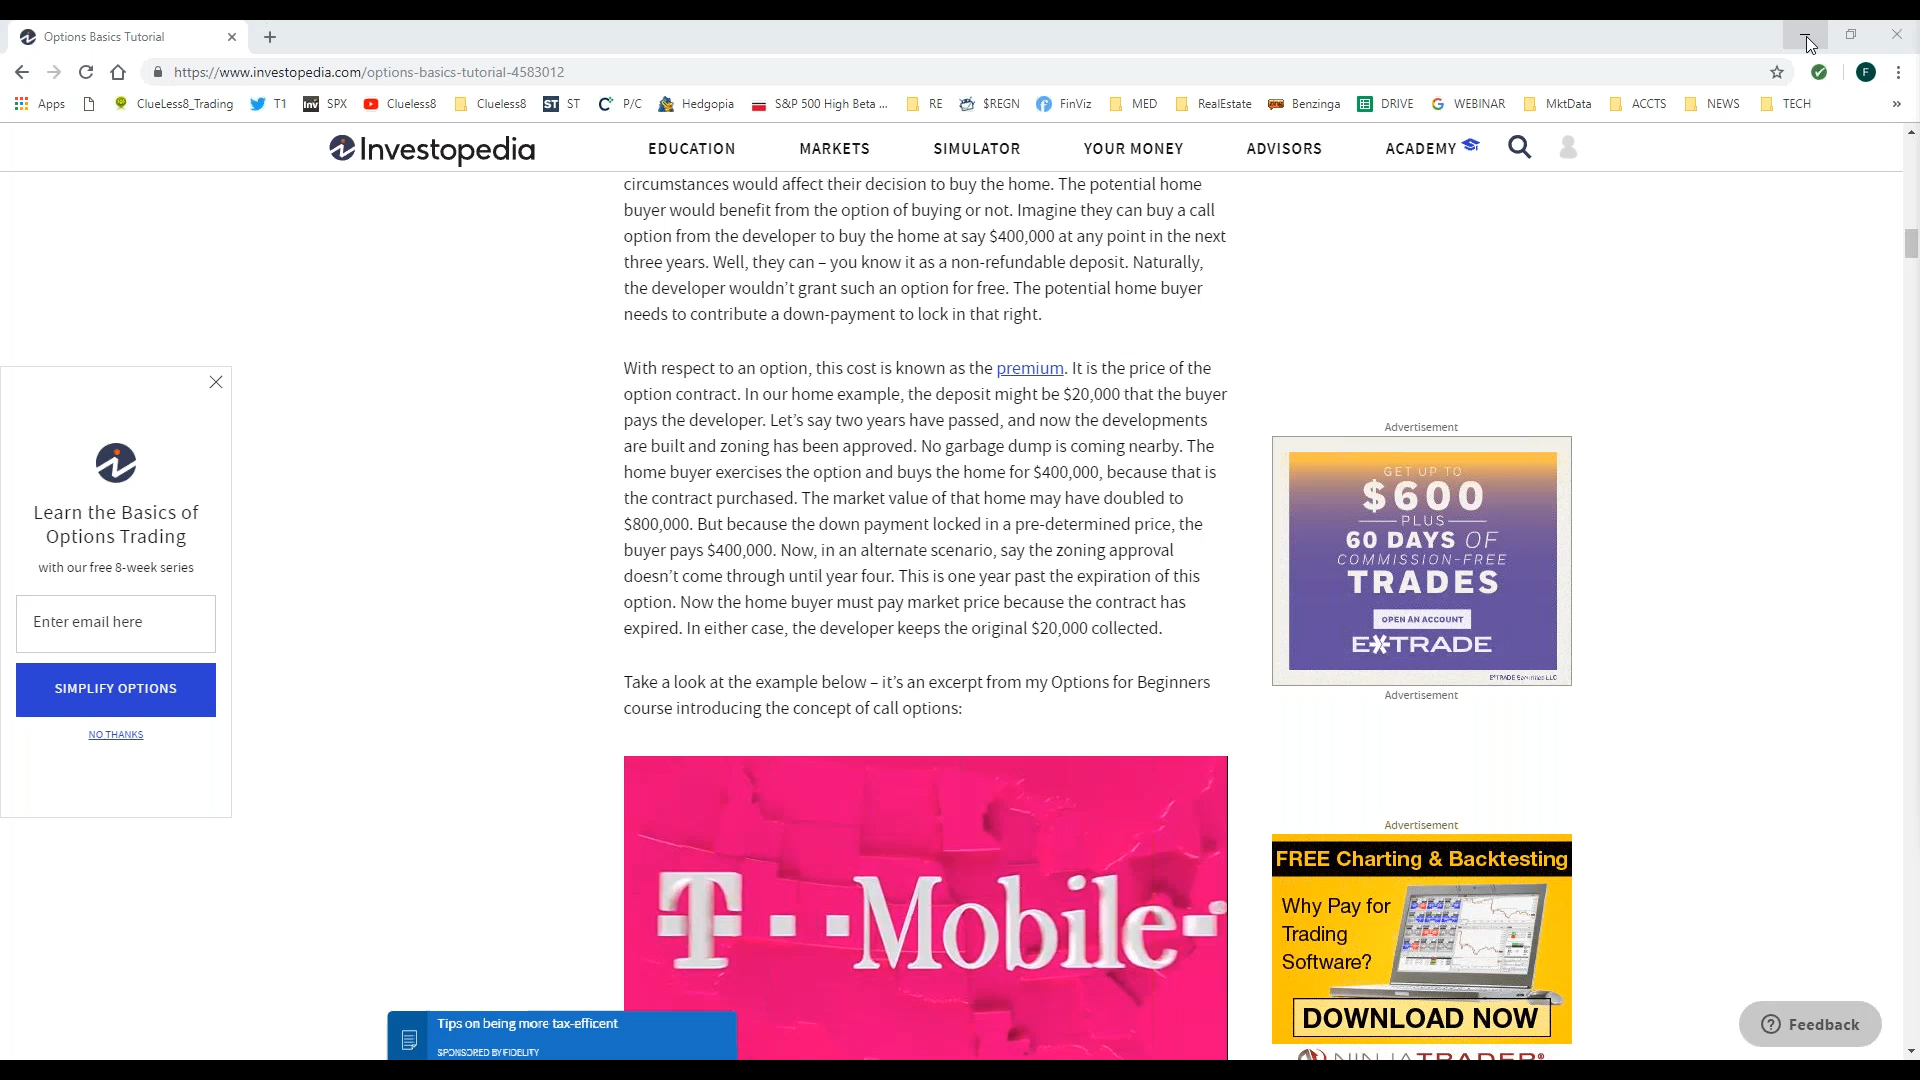 Options Basics Tutorial
https://www.investopedia.com/options-basics-tutorial-4583012
F
Apps ClueLess8_Trading T1 SPX Clueless8 Clueless8 ST P/C Hedgopia S&P 500 High Beta ... RE $REGN FinViz MED RealEstate Benzinga DRIVE WEBINAR MktData ACCTS NEWS TECH
Investopedia EDUCATION MARKETS SIMULATOR YOUR MONEY ADVISORS ACADEMY
circumstances would affect their decision to buy the home. The potential home
buyer would benefit from the option of buying or not. Imagine they can buy a call
option from the developer to buy the home at say $400,000 at any point in the next
three years. Well, they can – you know it as a non-refundable deposit. Naturally,
the developer wouldn’t grant such an option for free. The potential home buyer
needs to contribute a down-payment to lock in that right.
With respect to an option, this cost is known as the premium. It is the price of the
option contract. In our home example, the deposit might be $20,000 that the buyer
pays the developer. Let’s say two years have passed, and now the developments
are built and zoning has been approved. No garbage dump is coming nearby. The
home buyer exercises the option and buys the home for $400,000, because that is
the contract purchased. The market value of that home may have doubled to
$800,000. But because the down payment locked in a pre-determined price, the
buyer pays $400,000. Now, in an alternate scenario, say the zoning approval
doesn’t come through until year four. This is one year past the expiration of this
option. Now the home buyer must pay market price because the contract has
expired. In either case, the developer keeps the original $20,000 collected.
Take a look at the example below – it’s an excerpt from my Options for Beginners
course introducing the concept of call options:
T Mobile
Learn the Basics of
Options Trading
with our free 8-week series
Enter email here
SIMPLIFY OPTIONS
NO THANKS
Tips on being more tax-efficent
SPONSORED BY FIDELITY
Advertisement
GET UP TO
$600
PLUS
60 DAYS OF
COMMISSION-FREE
TRADES
OPEN AN ACCOUNT
E*TRADE
E*TRADE Securities LLC
Advertisement
Advertisement
FREE Charting & Backtesting
Why Pay for
Trading
Software?
DOWNLOAD NOW
NINJATRADER®
Feedback